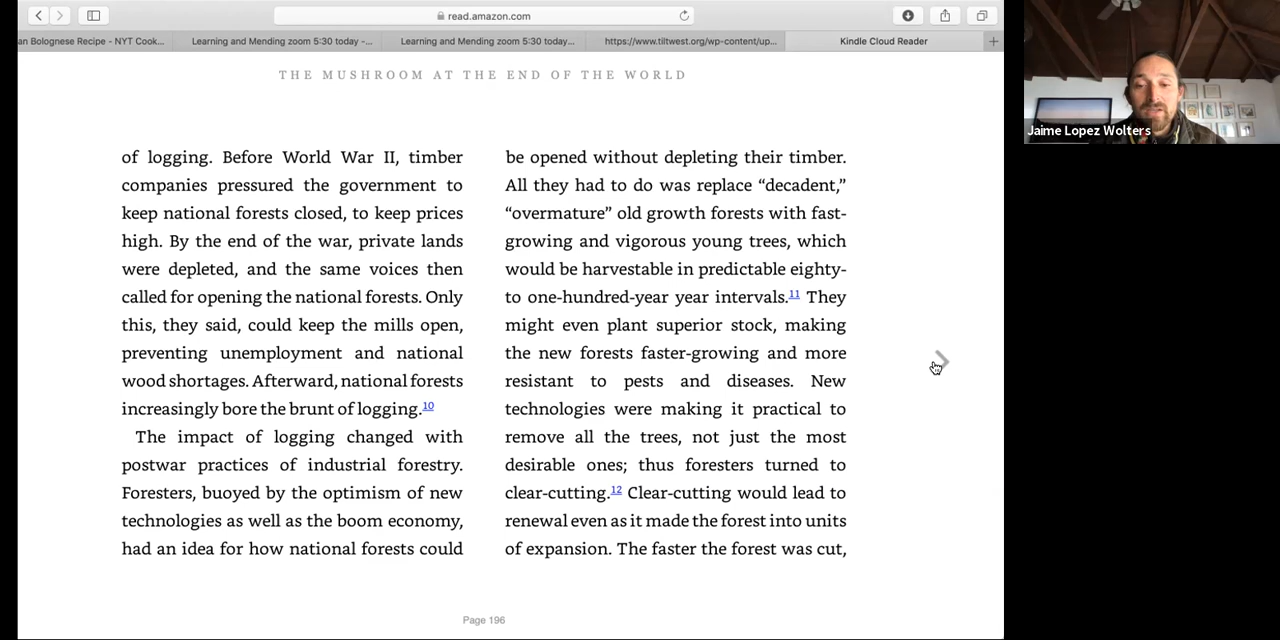 read.amazon.com
an Bolognese Recipe - NYT Cook...
Learning and Mending zoom 5:30 today -...
Learning and Mending zoom 5:30 today...
https://www.tiltwest.org/wp-content/up...
Kindle Cloud Reader
THE MUSHROOM AT THE END OF THE WORLD
of logging. Before World War II, timber
companies pressured the government to
keep national forests closed, to keep prices
high. By the end of the war, private lands
were depleted, and the same voices then
called for opening the national forests. Only
this, they said, could keep the mills open,
preventing unemployment and national
wood shortages. Afterward, national forests
increasingly bore the brunt of logging.10
The impact of logging changed with
postwar practices of industrial forestry.
Foresters, buoyed by the optimism of new
technologies as well as the boom economy,
had an idea for how national forests could
be opened without depleting their timber.
All they had to do was replace “decadent,”
“overmature” old growth forests with fast-
growing and vigorous young trees, which
would be harvestable in predictable eighty-
to one-hundred-year year intervals.11 They
might even plant superior stock, making
the new forests faster-growing and more
resistant to pests and diseases. New
technologies were making it practical to
remove all the trees, not just the most
desirable ones; thus foresters turned to
clear-cutting.12 Clear-cutting would lead to
renewal even as it made the forest into units
of expansion. The faster the forest was cut,
Page 196
Jaime Lopez Wolters